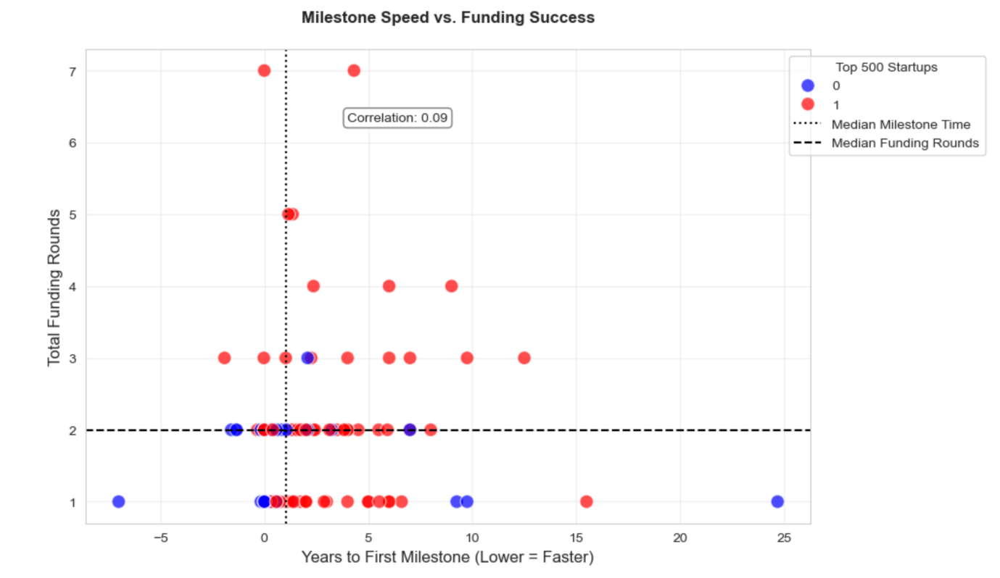 Milestone Speed vs. Funding Success
7
6
5
4
3
2
1
Total Funding Rounds
Correlation: 0.09
Top 500 Startups
0
1
Median Milestone Time
Median Funding Rounds
−5 0 5 10 15 20 25
Years to First Milestone (Lower = Faster)